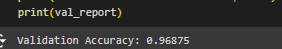 print(val_report)
Validation Accuracy: 0.96875